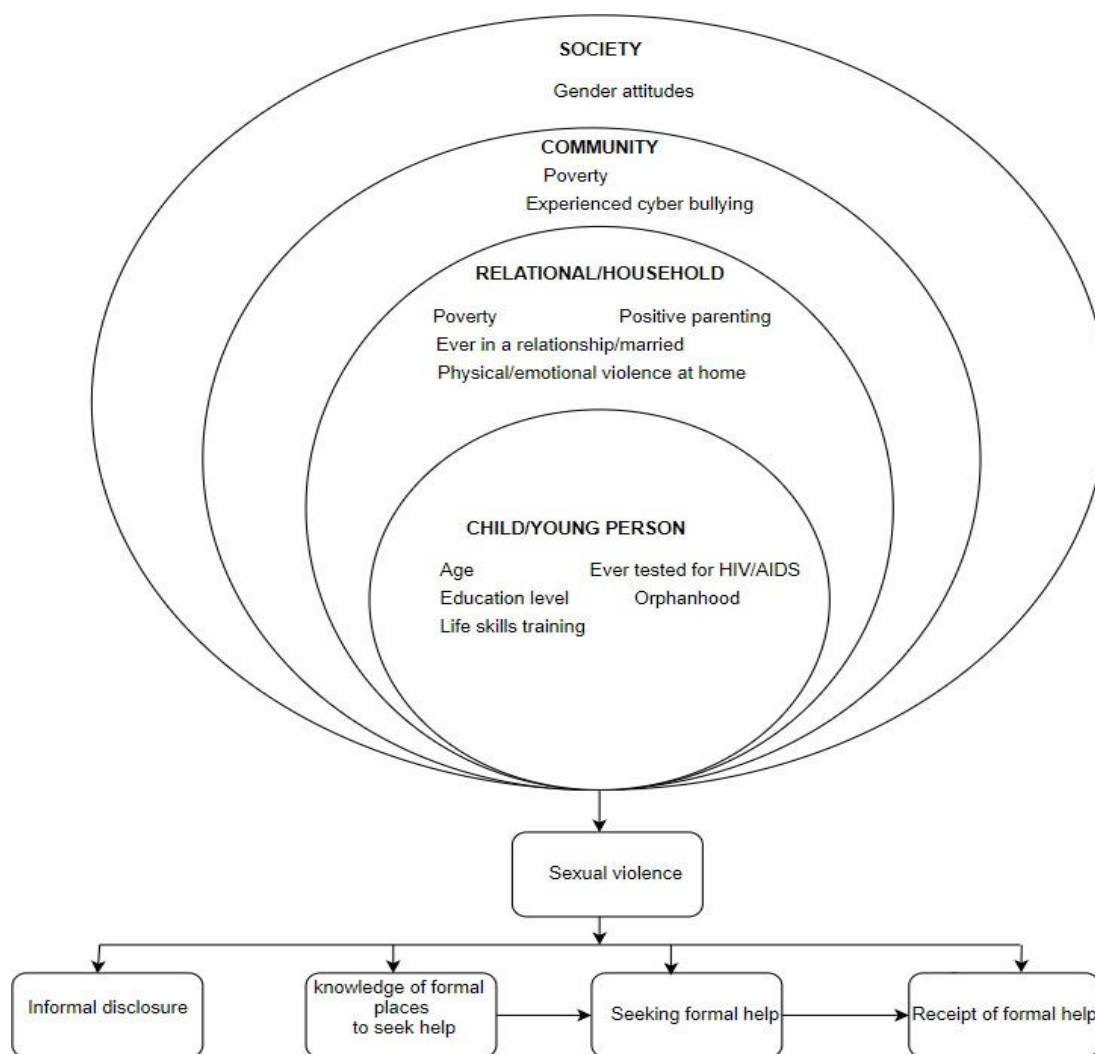 SOCIETY
Gender attitudes
COMMUNITY
Poverty
Experienced cyber bullying
RELATIONAL/HOUSEHOLD
Poverty Positive parenting
Ever in a relationship/married
Physical/emotional violence at home
CHILD/YOUNG PERSON
Age Ever tested for HIV/AIDS
Education level Orphanhood
Life skills training
Sexual violence
Informal disclosure
knowledge of formal
places
to seek help
Seeking formal help
Receipt of formal help